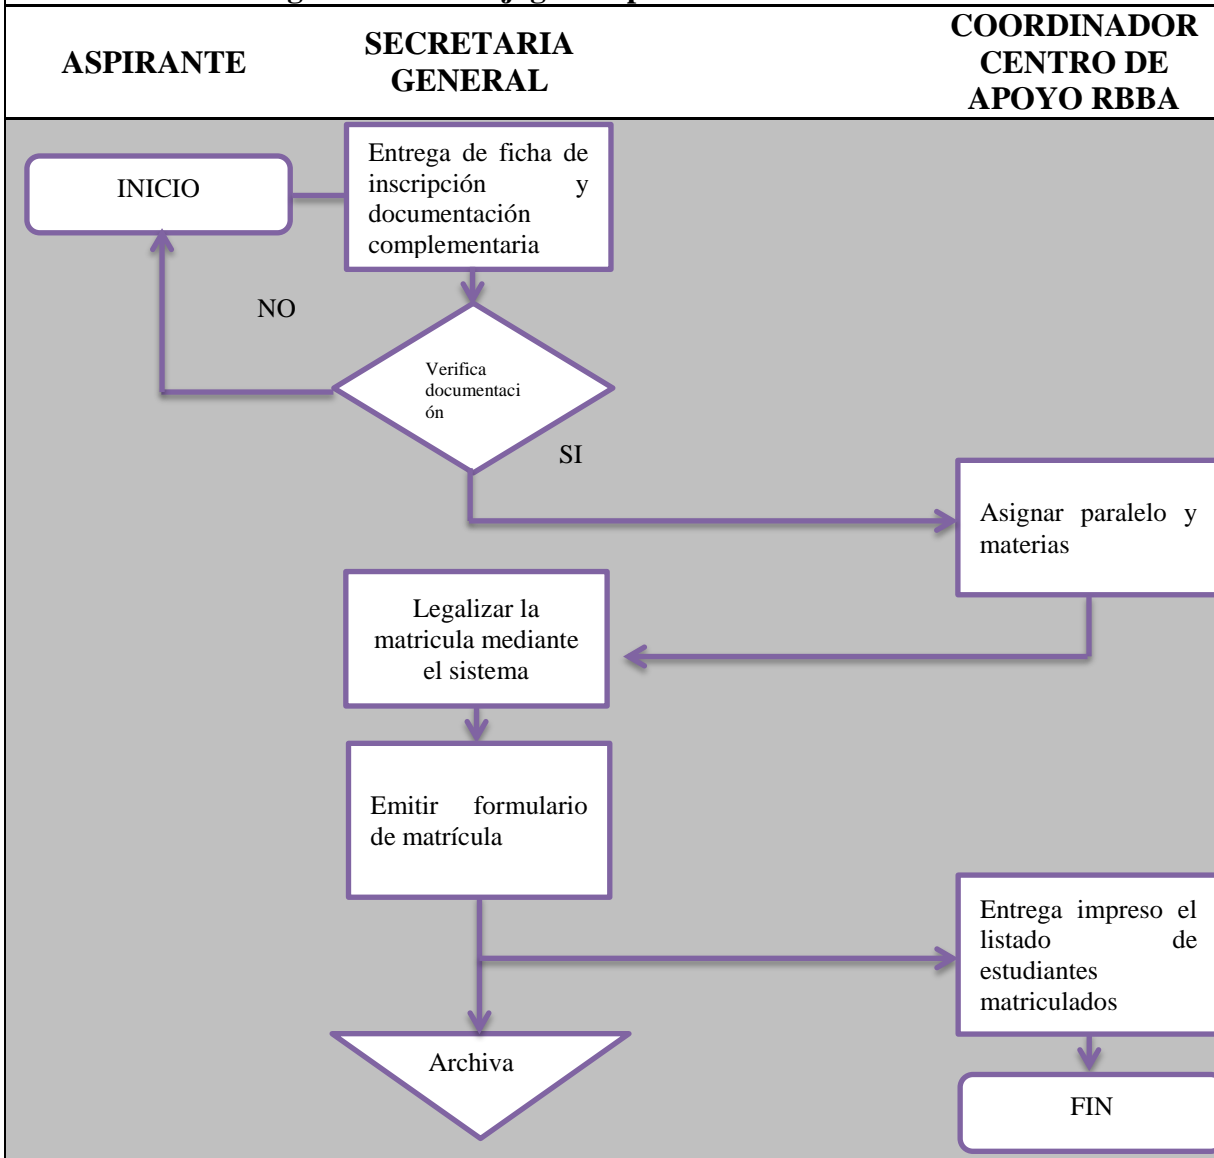 ASPIRANTE
SECRETARIA
GENERAL
COORDINADOR
CENTRO DE
APOYO RBBA
INICIO
Entrega de ficha de
inscripción y
documentación
complementaria
NO
Verifica
documentaci
ón
SI
Asignar paralelo y
materias
Legalizar la
matricula mediante
el sistema
Emitir formulario
de matrícula
Entrega impreso el
listado de
estudiantes
matriculados
Archiva
FIN